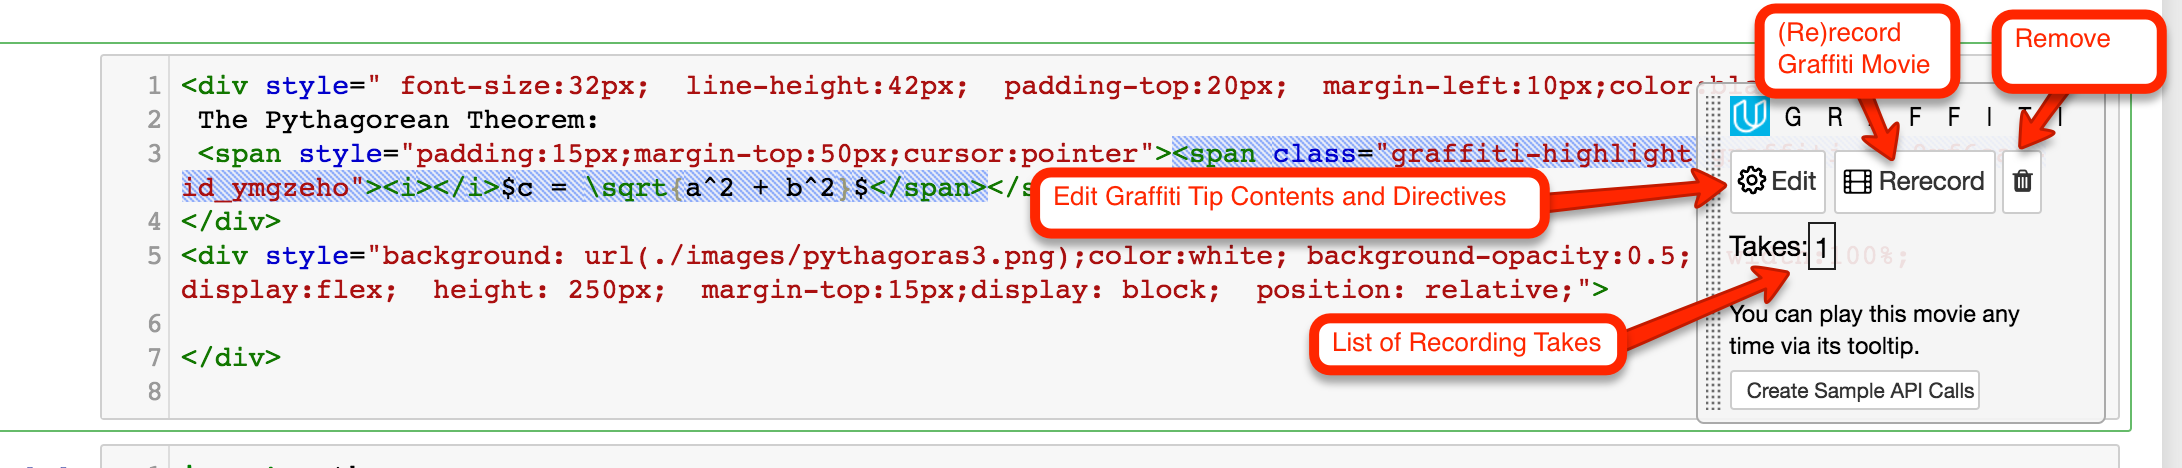 (Re)record
Graffiti Movie
Remove
1 <div style=" font-size:32px; line-height:42px; padding-top:20px; margin-left:10px;color:bla
2 The Pythagorean Theorem:
3 <span style="padding:15px;margin-top:50px;cursor:pointer"><span class="graffiti-highlight
id_ymgzeho"><i></i>$c = \sqrt{a^2 + b^2}$</span></s
4 </div>
5 <div style="background: url(./images/pythagoras3.png);color:white; background-opacity:0.5; width:100%;
display:flex; height: 250px; margin-top:15px;display: block; position: relative;">
6
7 </div>
8
G R F F I T I
Edit Graffiti Tip Contents and Directives
Edit
Rerecord
Takes: 1
List of Recording Takes
You can play this movie any
time via its tooltip.
Create Sample API Calls